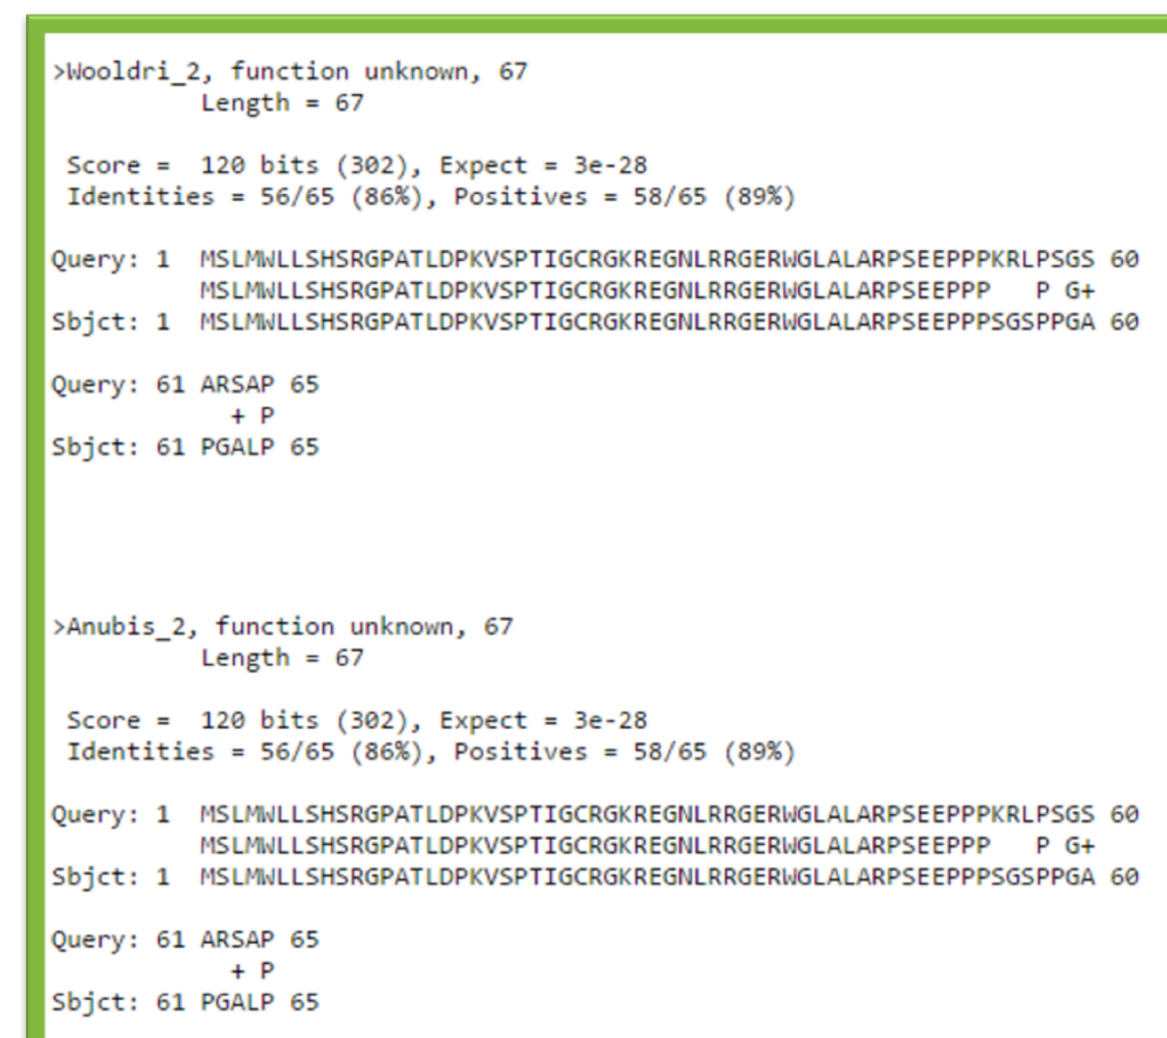 >Wooldri_2, function unknown, 67
Length = 67
Score = 120 bits (302), Expect = 3e-28
Identities = 56/65 (86%), Positives = 58/65 (89%)
Query: 1 MSLMWLLSHSRGPATLDPKVSPTIGCRGKREGNLRRGERWGLALARPSEEPPPKRLPSGS 60
MSLMWLLSHSRGPATLDPKVSPTIGCRGKREGNLRRGERWGLALARPSEEPPP P G+
Sbjct: 1 MSLMWLLSHSRGPATLDPKVSPTIGCRGKREGNLRRGERWGLALARPSEEPPPSGSPPGA 60
Query: 61 ARSAP 65
+ P
Sbjct: 61 PGALP 65
>Anubis_2, function unknown, 67
Length = 67
Score = 120 bits (302), Expect = 3e-28
Identities = 56/65 (86%), Positives = 58/65 (89%)
Query: 1 MSLMWLLSHSRGPATLDPKVSPTIGCRGKREGNLRRGERWGLALARPSEEPPPKRLPSGS 60
MSLMWLLSHSRGPATLDPKVSPTIGCRGKREGNLRRGERWGLALARPSEEPPP P G+
Sbjct: 1 MSLMWLLSHSRGPATLDPKVSPTIGCRGKREGNLRRGERWGLALARPSEEPPPSGSPPGA 60
Query: 61 ARSAP 65
+ P
Sbjct: 61 PGALP 65